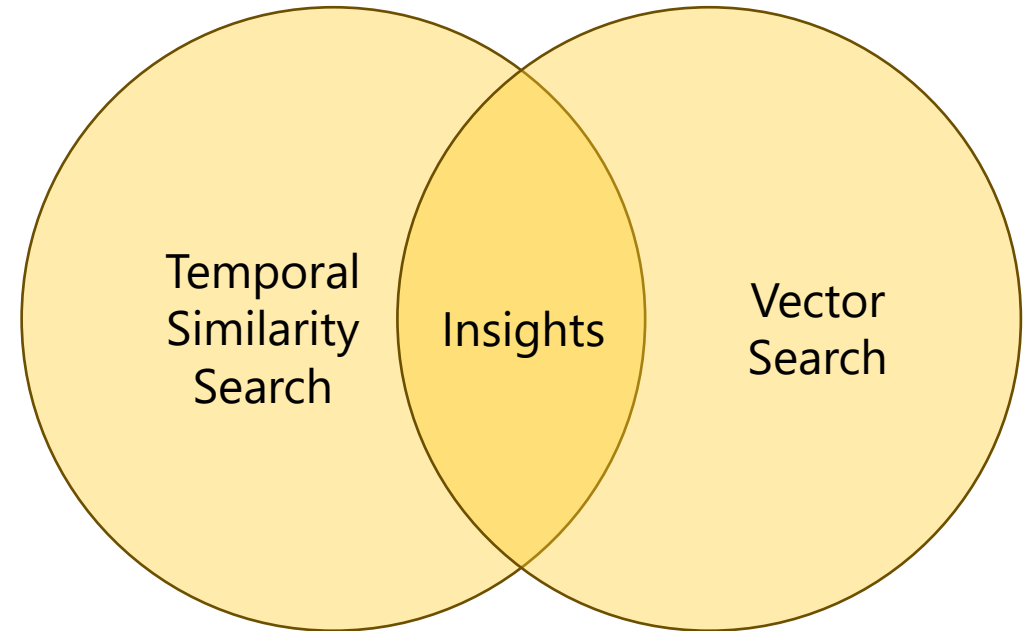 Temporal
Similarity
Search
Insights
Vector
Search